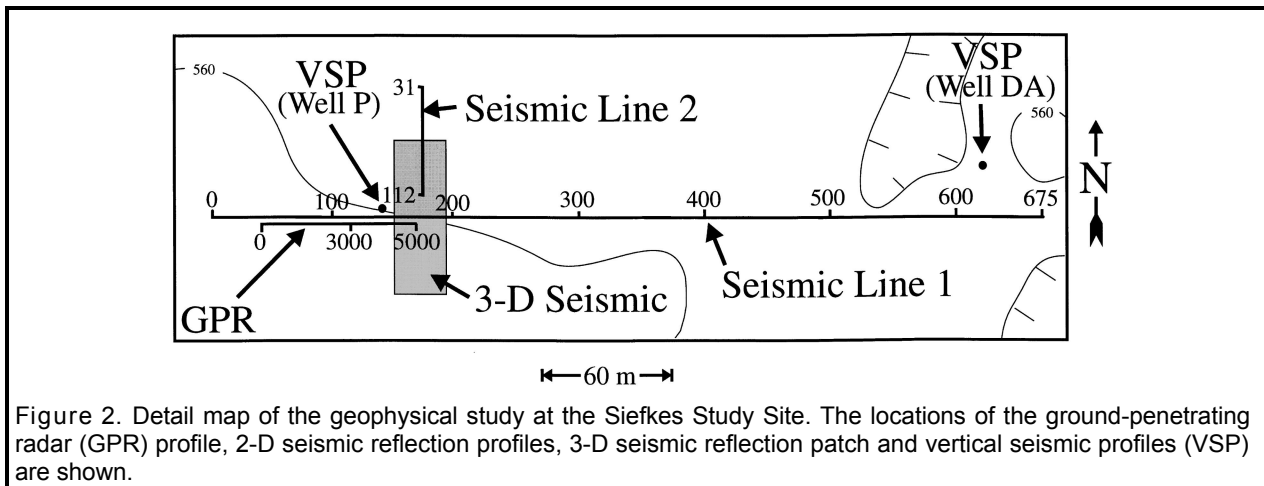 560
VSP
(Well P)
31
Seismic Line 2
VSP
(Well DA)
560
N
0
100
112
200
300
400
500
600
675
0
3000
5000
GPR
3-D Seismic
Seismic Line 1
60 m
Figure 2. Detail map of the geophysical study at the Siefkes Study Site. The locations of the ground-penetrating
radar (GPR) profile, 2-D seismic reflection profiles, 3-D seismic reflection patch and vertical seismic profiles (VSP)
are shown.